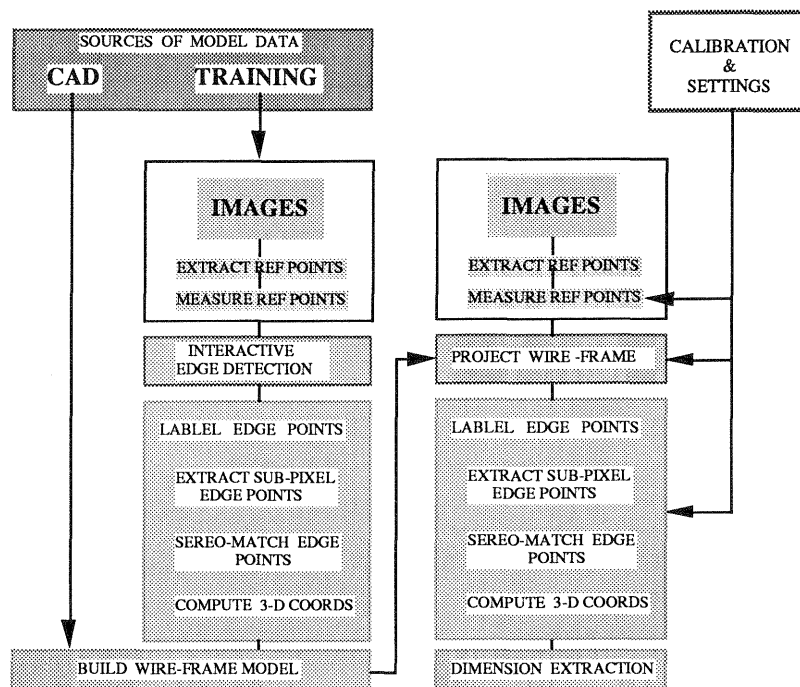 SOURCES OF MODEL DATA
CAD TRAINING
CALIBRATION
&
SETTINGS
IMAGES
EXTRACT REF POINTS
MEASURE REF POINTS
INTERACTIVE
EDGE DETECTION
LABLEL EDGE POINTS
EXTRACT SUB-PIXEL
EDGE POINTS
SEREO-MATCH EDGE
POINTS
COMPUTE 3-D COORDS
BUILD WIRE-FRAME MODEL
IMAGES
EXTRACT REF POINTS
MEASURE REF POINTS
PROJECT WIRE -FRAME
LABLEL EDGE POINTS
EXTRACT SUB-PIXEL
EDGE POINTS
SEREO-MATCH EDGE
POINTS
COMPUTE 3-D COORDS
DIMENSION EXTRACTION